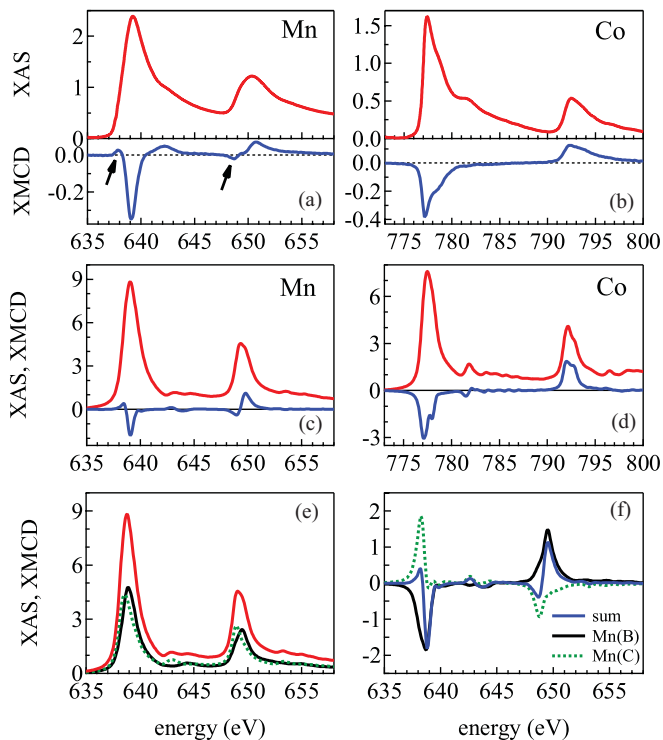 Mn
Co
XAS
2
1
0
1.5
1.0
0.5
0.0
XMCD
0.0
-0.2
(a)
0.0
-0.2
-0.4
(b)
635 640 645 650 655
775 780 785 790 795 800
XAS, XMCD
9
6
3
0
Mn
(c)
6
3
0
-3
Co
(d)
635 640 645 650 655
775 780 785 790 795 800
XAS, XMCD
9
6
3
0
(e)
2
1
0
-1
-2
(f)
sum
Mn(B)
Mn(C)
635 640 645 650 655
635 640 645 650 655
energy (eV)
energy (eV)